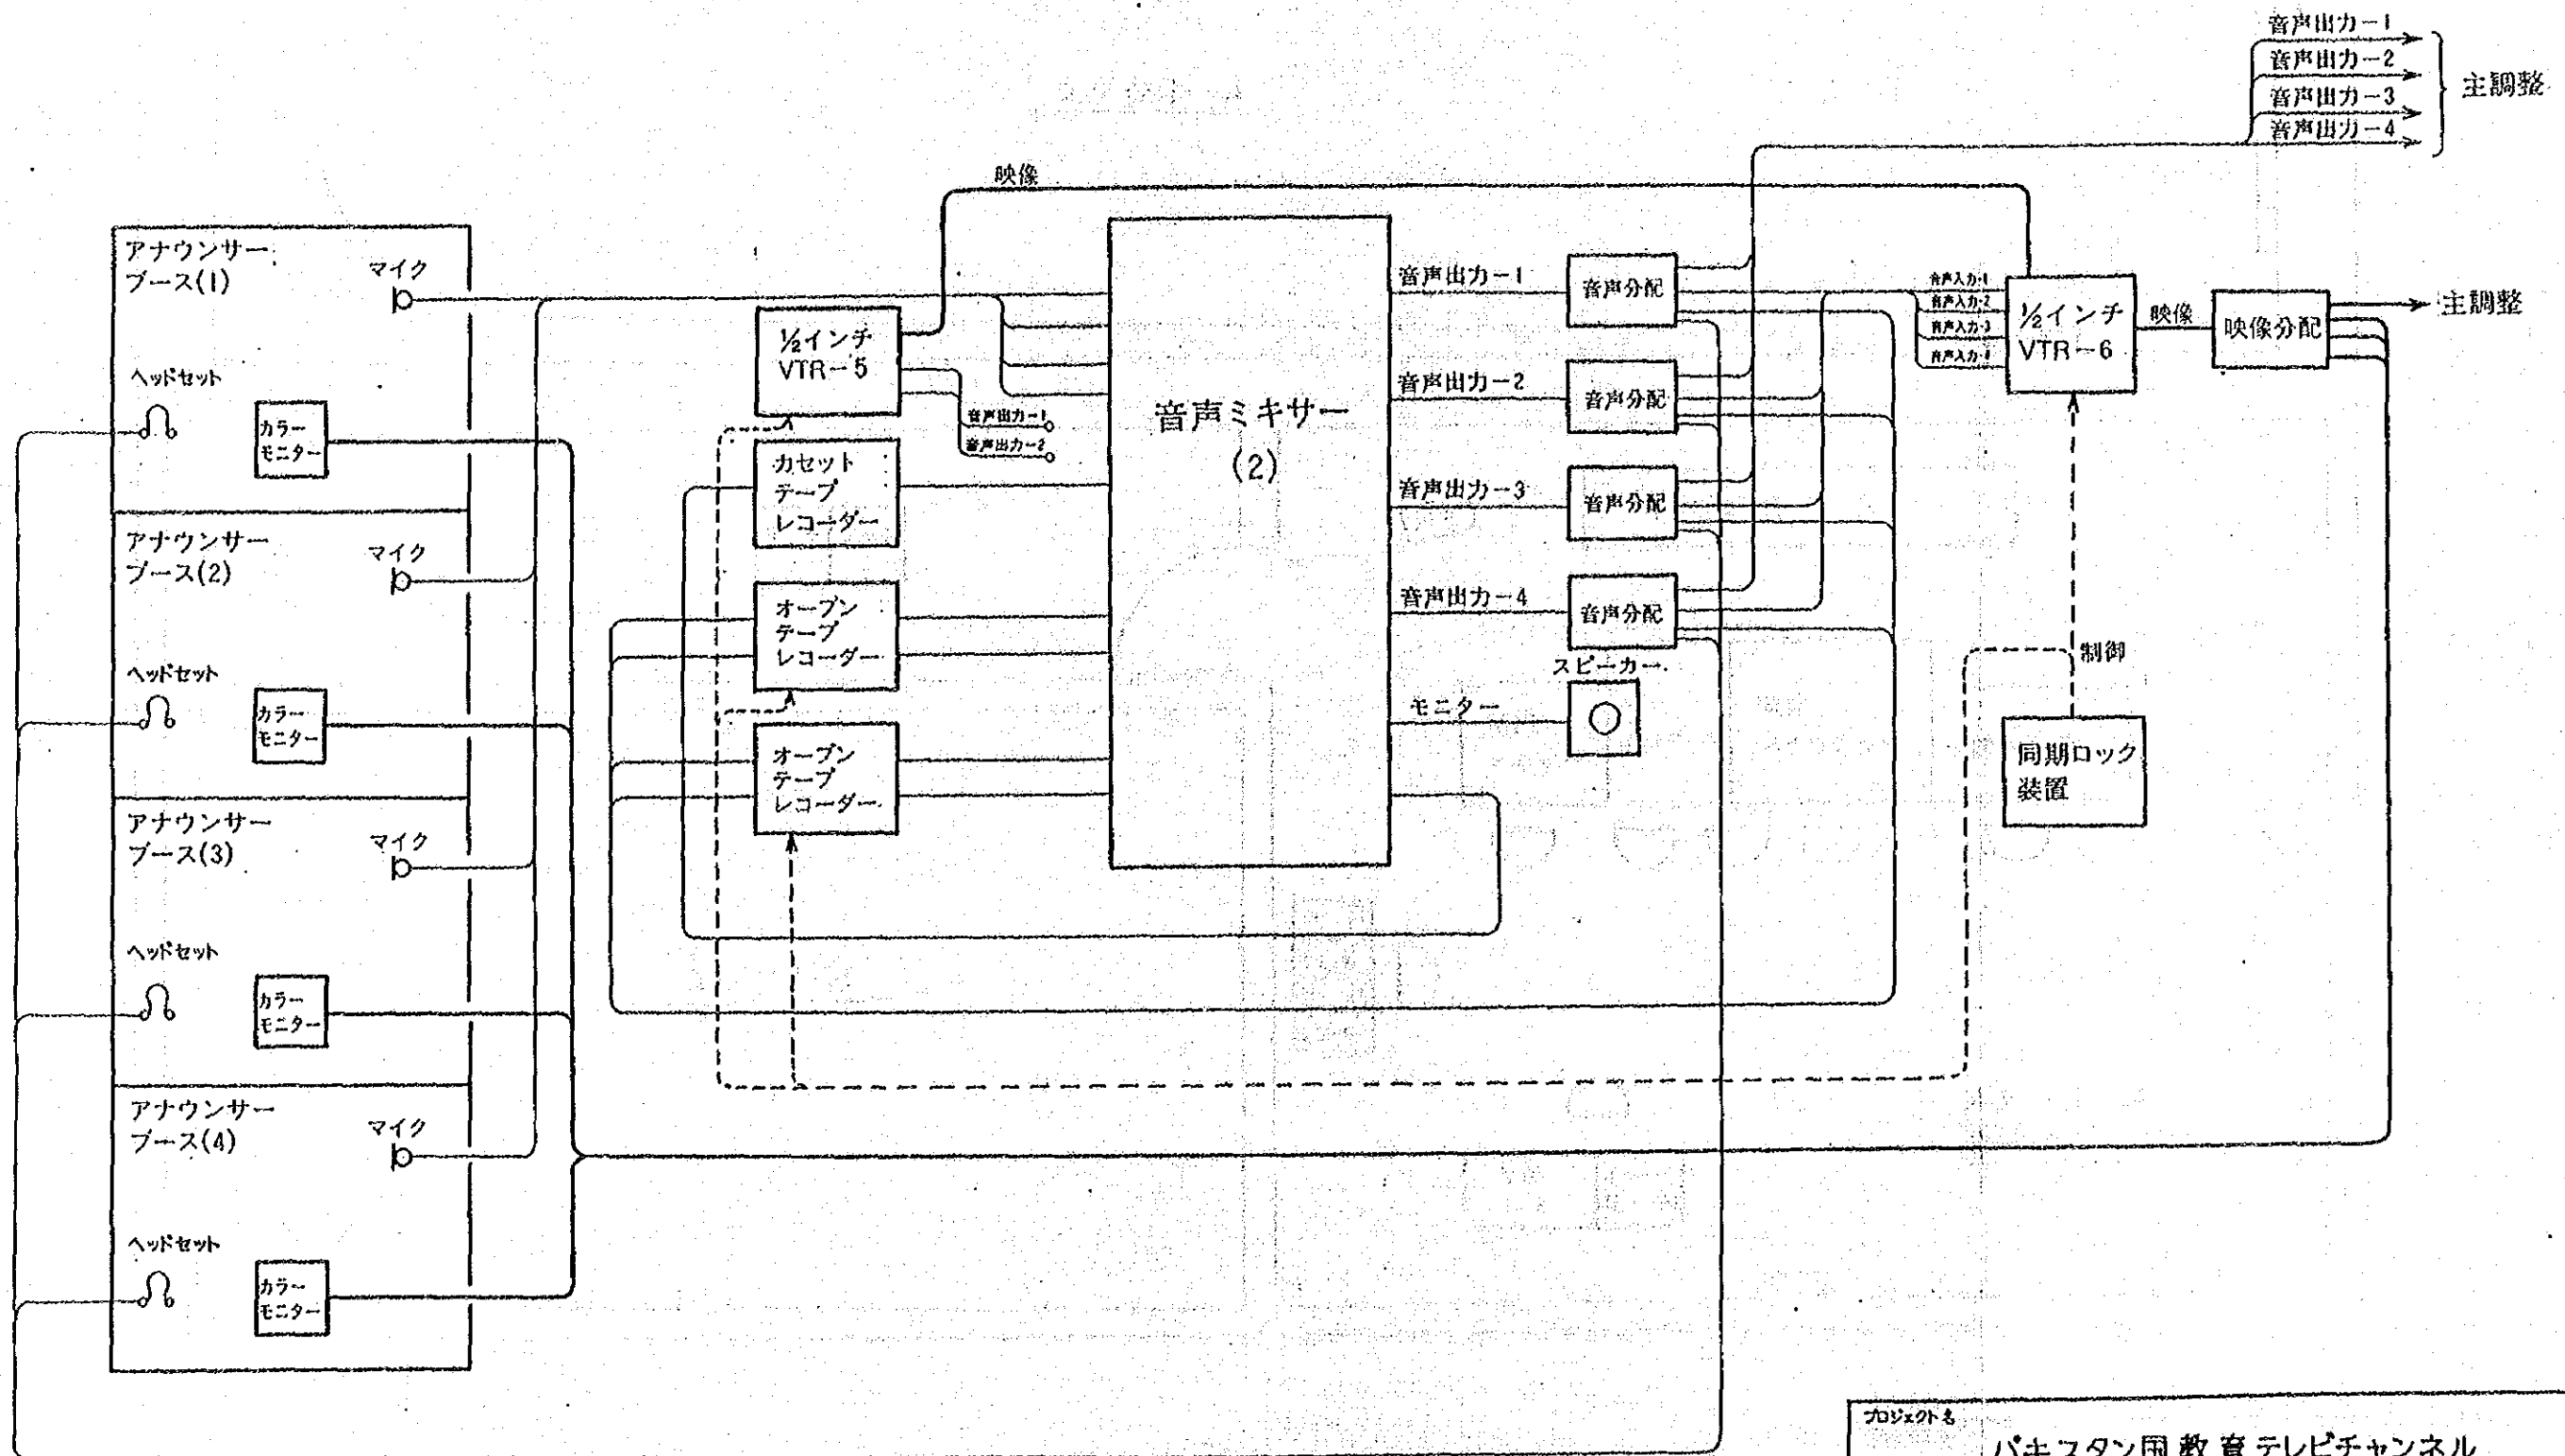 音声出力-1
音声出力-2
音声出力-3
音声出力-4
主調整
映像
アナウンサー
ブース(1)
マイク
ヘッドセット
カラー
モニター
アナウンサー
ブース(2)
マイク
ヘッドセット
カラー
モニター
アナウンサー
ブース(3)
マイク
ヘッドセット
カラー
モニター
アナウンサー
ブース(4)
マイク
ヘッドセット
カラー
モニター
½インチ
VTR-5
音声出力-1
音声出力-2
カセット
テープ
レコーダー
オープン
テープ
レコーダー
オープン
テープ
レコーダー
音声ミキサー
(2)
音声出力-1
音声分配
音声出力-2
音声分配
音声出力-3
音声分配
音声出力-4
音声分配
スピーカー
モニター
音声入力-1
音声入力-2
音声入力-3
音声入力-4
½インチ
VTR-6
映像
映像分配
主調整
制御
同期ロック
装置
プロジェクト名
パキスタン国教育テレビチャンネル